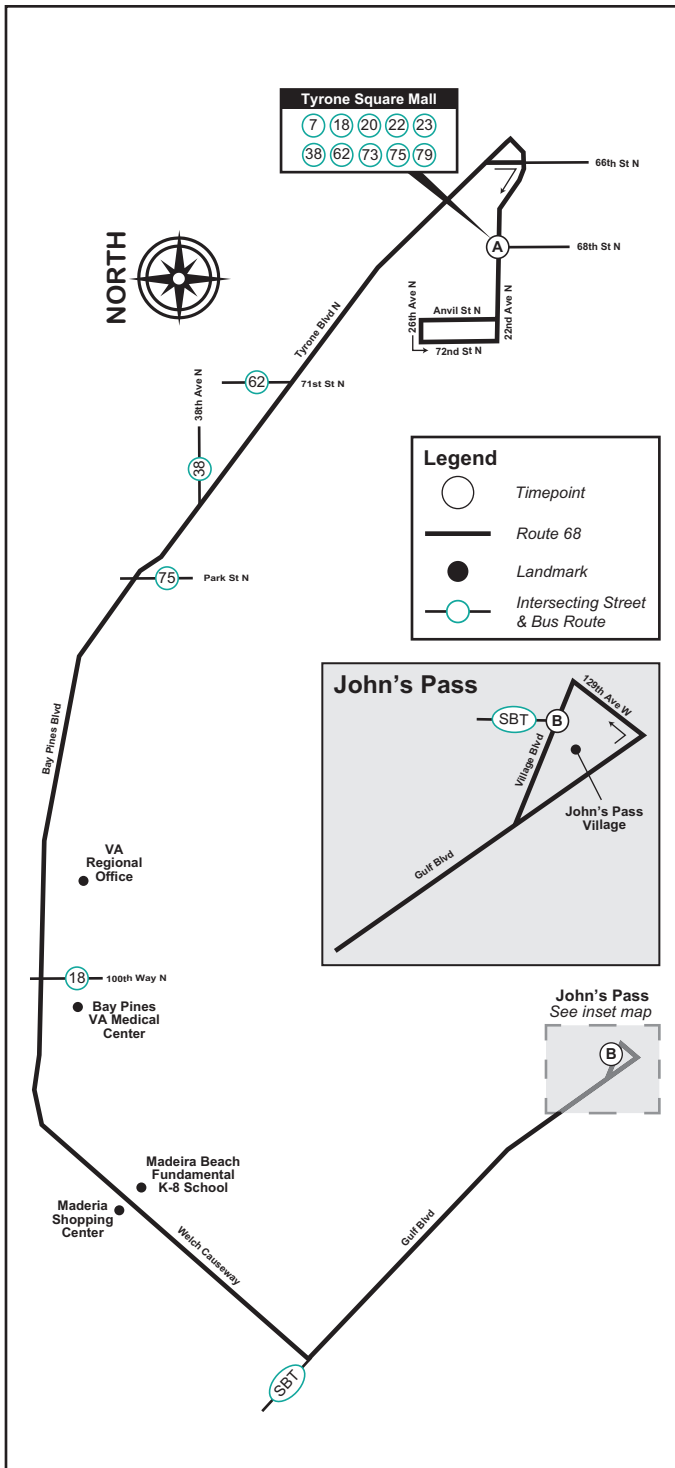 Tyrone Square Mall
7 18 20 22 23
38 62 73 75 79
66th St N
A
68th St N
NORTH
Anvil St N
26th Ave N
22nd Ave N
72nd St N
Tyrone Blvd N
62
71st St N
38th Ave N
38
75
Park St N
Legend
Timepoint
Route 68
Landmark
Intersecting Street
& Bus Route
John's Pass
129th Ave W
SBT
B
Village Blvd
John's Pass
Village
Gulf Blvd
Bay Pines Blvd
VA
Regional
Office
18
100th Way N
Bay Pines
VA Medical
Center
John's Pass
See inset map
B
Madeira Beach
Fundamental
K-8 School
Maderia
Shopping
Center
Welch Causeway
Gulf Blvd
SBT